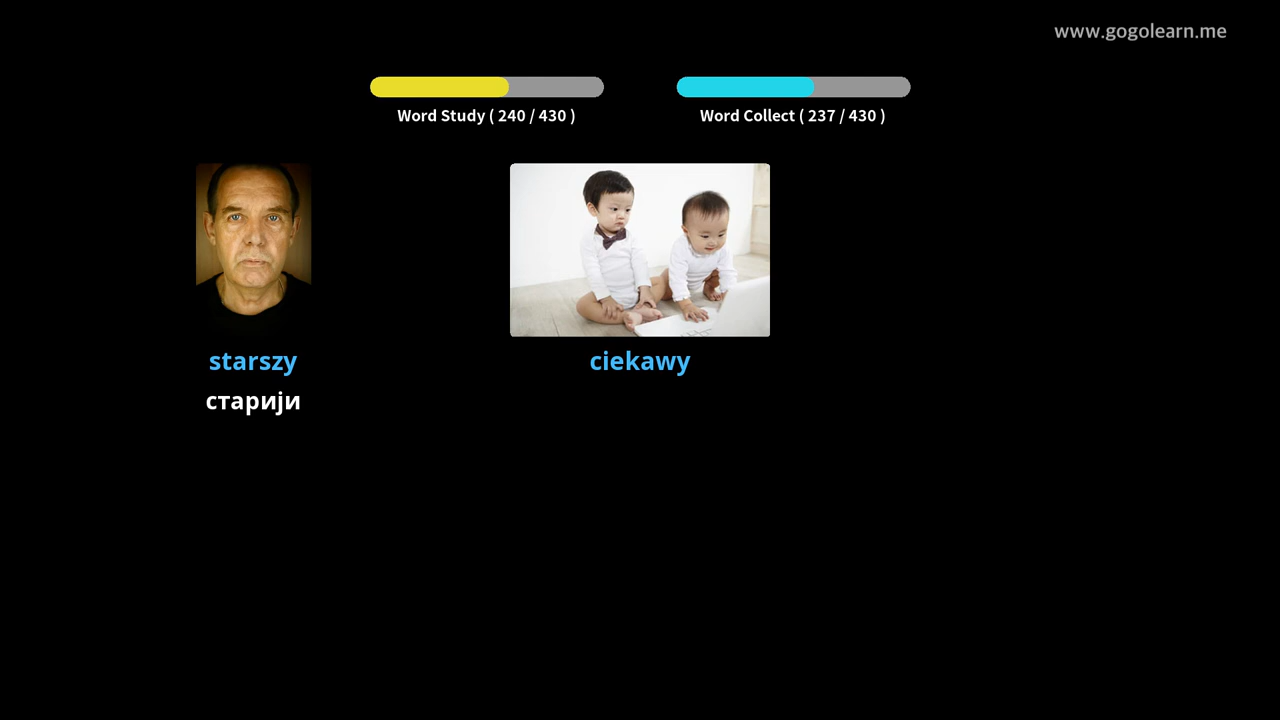 www.gogolearn.me
Word Study ( 240 / 430 )
Word Collect ( 237 / 430 )
starszy
ciekawy
старији